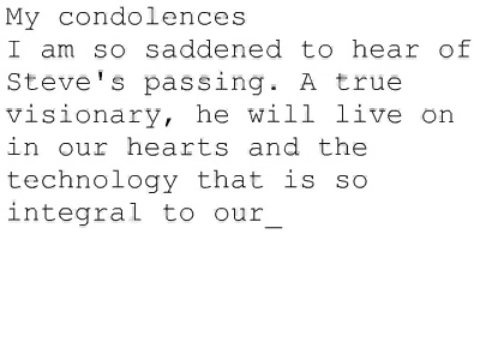 My condolences
I am so saddened to hear of
Steve's passing. A true
visionary, he will live on
in our hearts and the
technology that is so
integral to our_